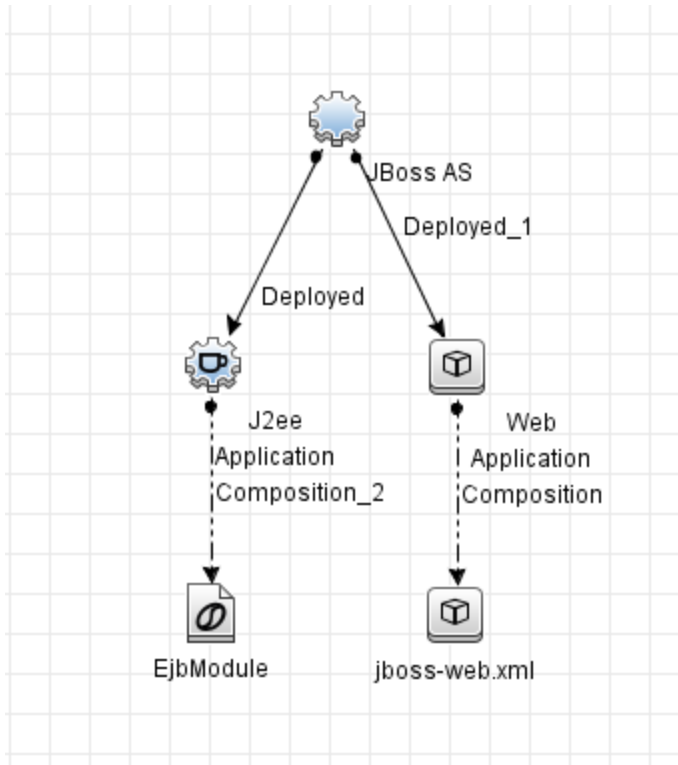 JBoss AS
Deployed_1
Deployed
J2ee
Application
Composition_2
Web
Application
Composition
EjbModule
jboss-web.xml